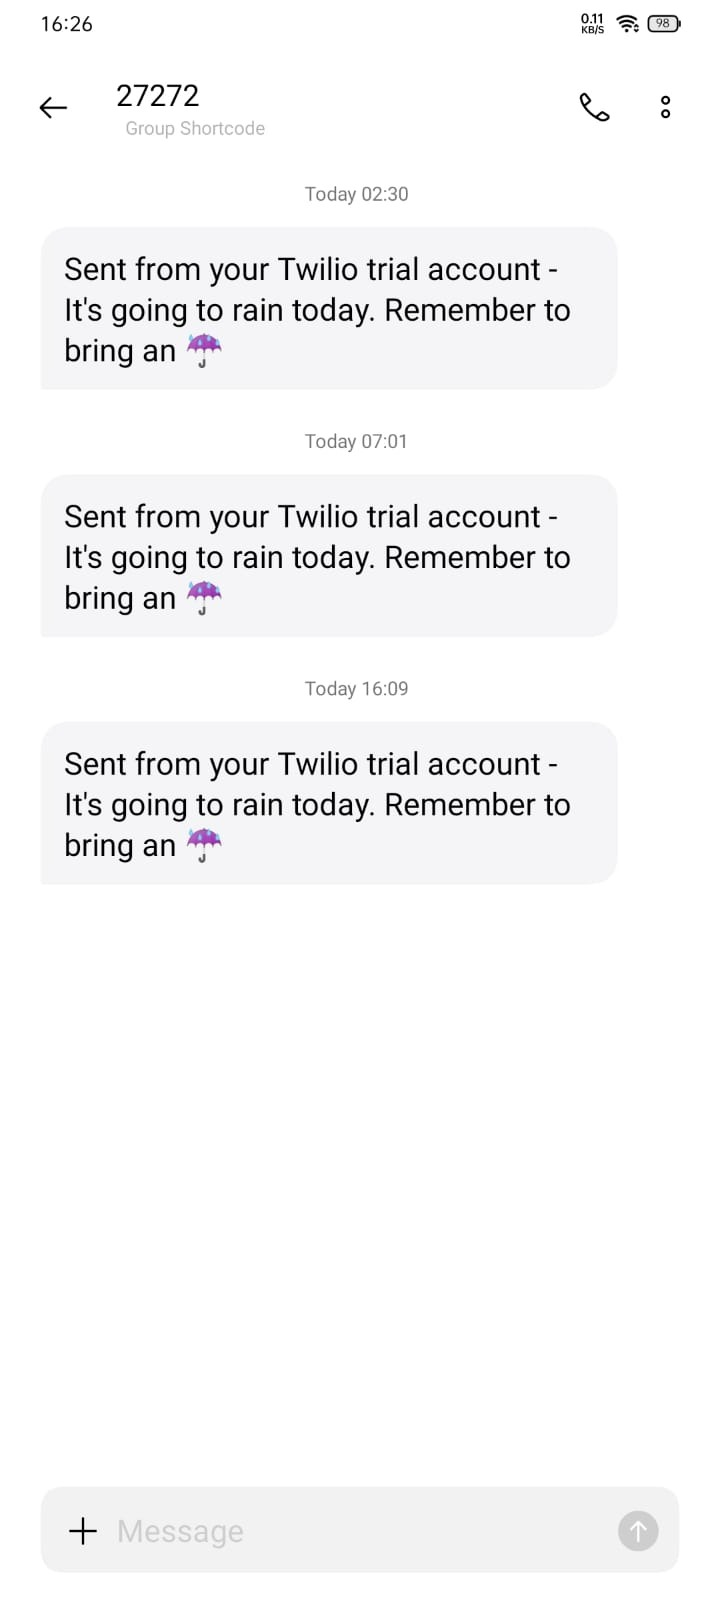 16:26
0.11
KB/S
98
27272
Group Shortcode
Today 02:30
Sent from your Twilio trial account -
It's going to rain today. Remember to
bring an ☔
Today 07:01
Sent from your Twilio trial account -
It's going to rain today. Remember to
bring an ☔
Today 16:09
Sent from your Twilio trial account -
It's going to rain today. Remember to
bring an ☔
Message